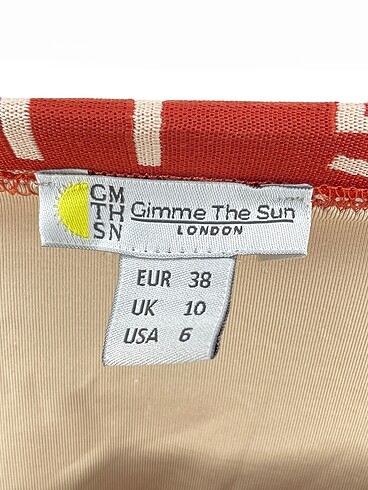 GM
TH
SN
Gimme The Sun
LONDON
EUR 38
UK 10
USA 6